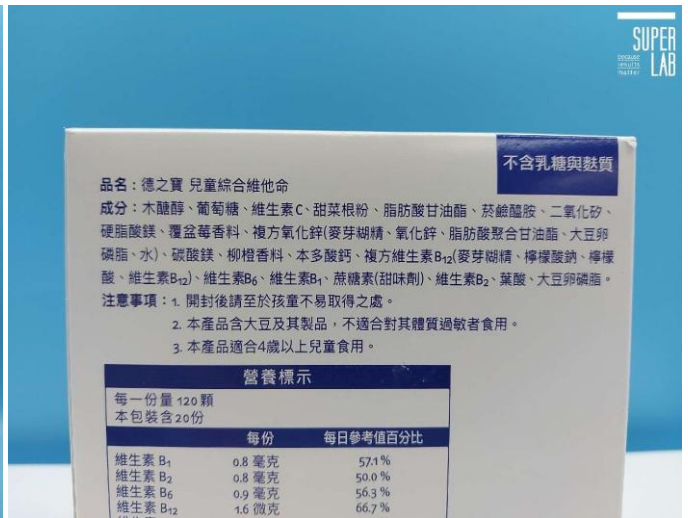 SUPER
LAB
because
results
matter
不含乳糖與麩質
品名：德之寶 兒童綜合維他命
成分：木醣醇、葡萄糖、維生素C、甜菜根粉、脂肪酸甘油酯、菸鹼醯胺、二氧化矽、
硬脂酸鎂、覆盆莓香料、複方氧化鋅(麥芽糊精、氧化鋅、脂肪酸聚合甘油酯、大豆卵
磷脂、水)、碳酸鎂、柳橙香料、本多酸鈣、複方維生素B12(麥芽糊精、檸檬酸鈉、檸檬
酸、維生素B12)、維生素B6、維生素B1、蔗糖素(甜味劑)、維生素B2、葉酸、大豆卵磷脂。
注意事項：1. 開封後請至於孩童不易取得之處。
2. 本產品含大豆及其製品，不適合對其體質過敏者食用。
3. 本產品適合4歲以上兒童食用。
營養標示
每一份量 120顆
本包裝含20份
每份 每日參考值百分比
維生素 B1 0.8 毫克 57.1 %
維生素 B2 0.8 毫克 50.0 %
維生素 B6 0.9 毫克 56.3 %
維生素 B12 1.6 微克 66.7 %